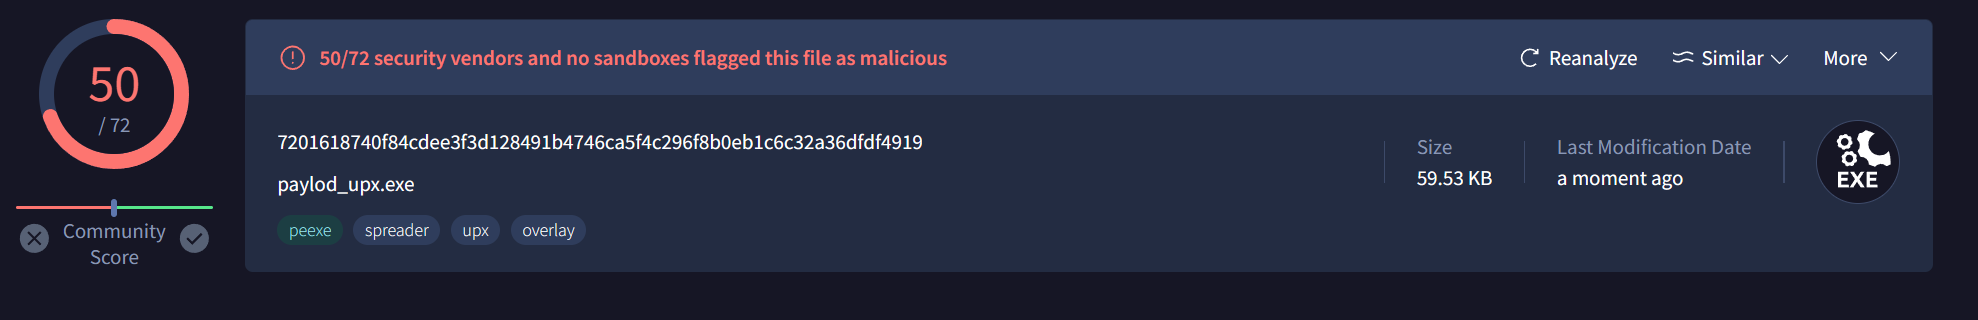 50
/ 72
Community
Score
50/72 security vendors and no sandboxes flagged this file as malicious
Reanalyze
Similar
More
7201618740f84cdee3f3d128491b4746ca5f4c296f8b0eb1c6c32a36dfdf4919
paylod_upx.exe
peexe
spreader
upx
overlay
Size
59.53 KB
Last Modification Date
a moment ago
EXE